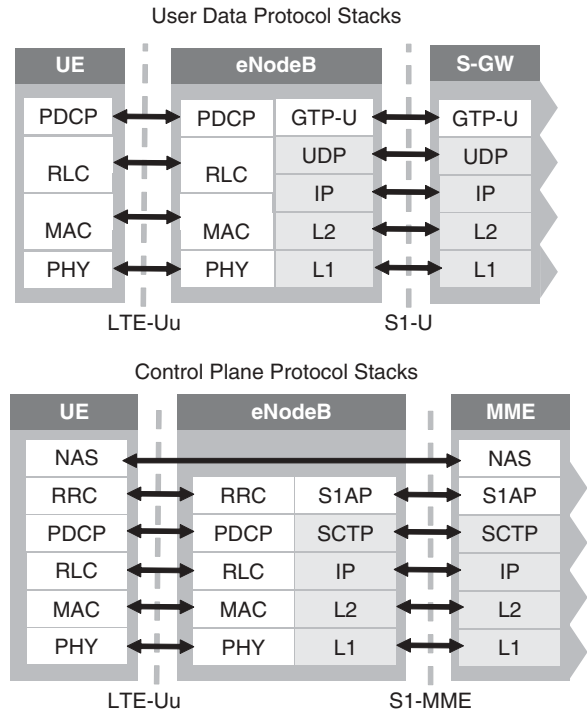 User Data Protocol Stacks
UE eNodeB S-GW
PDCP PDCP GTP-U GTP-U
UDP UDP
RLC RLC
IP IP
MAC MAC L2 L2
PHY PHY L1 L1
LTE-Uu S1-U
Control Plane Protocol Stacks
UE eNodeB MME
NAS NAS
RRC RRC S1AP S1AP
PDCP PDCP SCTP SCTP
RLC RLC IP IP
MAC MAC L2 L2
PHY PHY L1 L1
LTE-Uu S1-MME